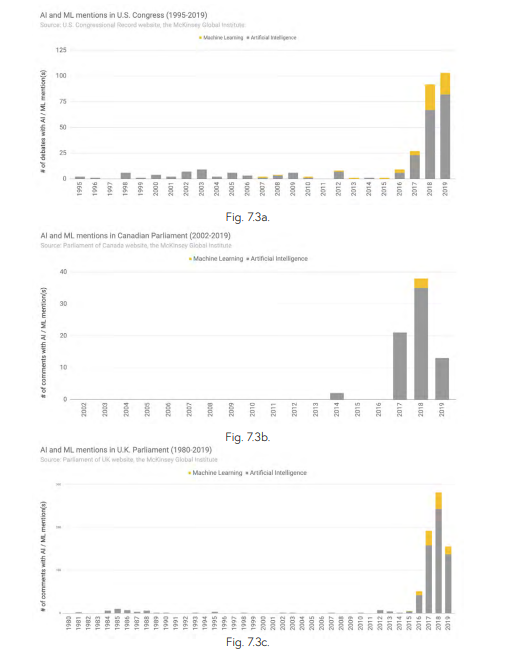 AI and ML mentions in U.S. Congress (1995-2019)
Source: U.S. Congressional Record website, the McKinsey Global Institute
Machine Learning Artificial Intelligence
# of debates with AI / ML mention(s)
125
100
75
50
25
0
1995 1996 1997 1998 1999 2000 2001 2002 2003 2004 2005 2006 2007 2008 2009 2010 2011 2012 2013 2014 2015 2016 2017 2018 2019
Fig. 7.3a.
AI and ML mentions in Canadian Parliament (2002-2019)
Source: Parliament of Canada website, the McKinsey Global Institute
Machine Learning Artificial Intelligence
# of comments with AI / ML mention(s)
40
30
20
10
0
2002 2003 2004 2005 2006 2007 2008 2009 2010 2011 2012 2013 2014 2015 2016 2017 2018 2019
Fig. 7.3b.
AI and ML mentions in U.K. Parliament (1980-2019)
Source: Parliament of UK website, the McKinsey Global Institute
Machine Learning Artificial Intelligence
# of comments with AI / ML mention(s)
0
1980 1981 1982 1983 1984 1985 1986 1987 1988 1989 1990 1991 1992 1993 1994 1995 1996 1997 1998 1999 2000 2001 2002 2003 2004 2005 2006 2007 2008 2009 2010 2011 2012 2013 2014 2015 2016 2017 2018 2019
Fig. 7.3c.